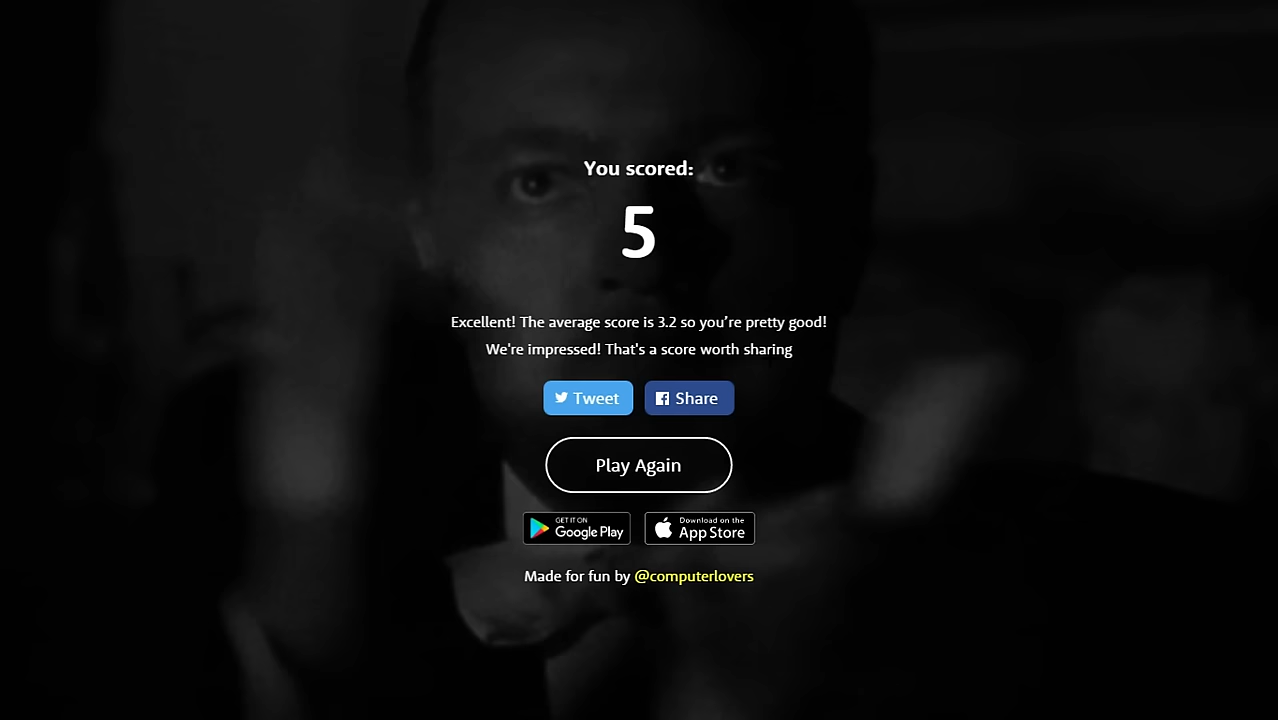 You scored:
5
Excellent! The average score is 3.2 so you’re pretty good!
We're impressed! That's a score worth sharing
Tweet
Share
Play Again
GET IT ON
Google Play
Download on the
App Store
Made for fun by @computerlovers